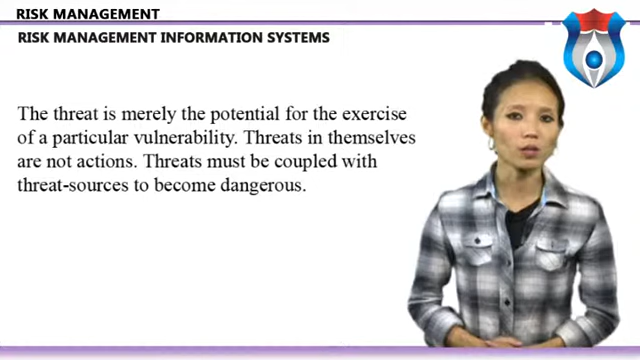 RISK MANAGEMENT
RISK MANAGEMENT INFORMATION SYSTEMS
The threat is merely the potential for the exercise
of a particular vulnerability. Threats in themselves
are not actions. Threats must be coupled with
threat-sources to become dangerous.